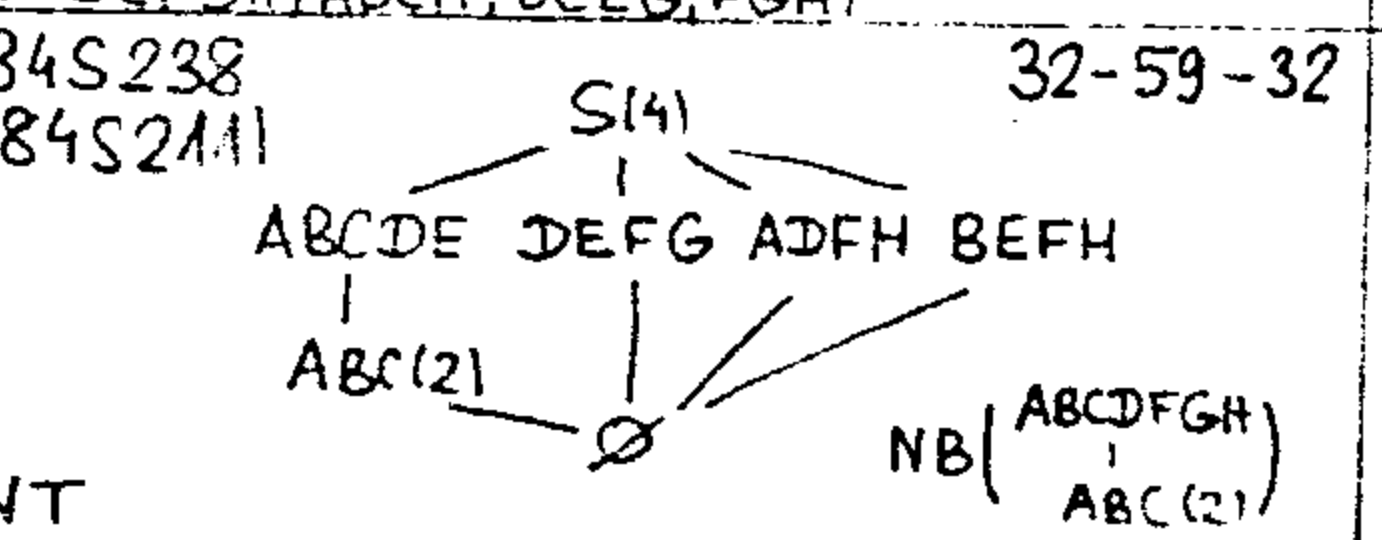 34S238
32-59-32
84S2111
S(4)
ABCDE DEFG ADFH BEFH
ABC(2)
∅
NB(ABCDFGH
ABC(2))
NT